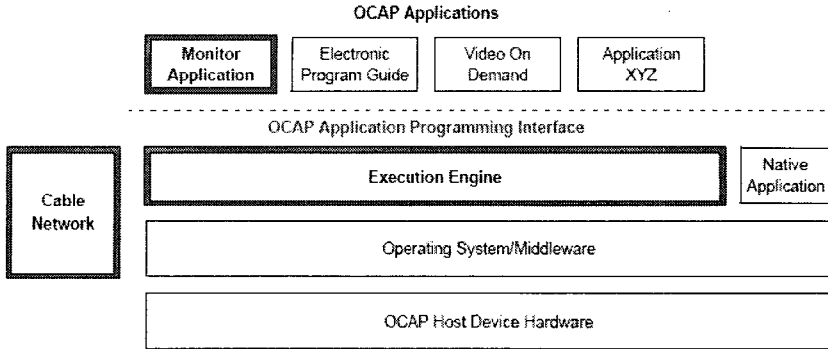 OCAP Applications
Monitor
Application
Electronic
Program Guide
Video On
Demand
Application
XYZ
OCAP Application Programming Interface
Cable
Network
Execution Engine
Native
Application
Operating System/Middleware
OCAP Host Device Hardware